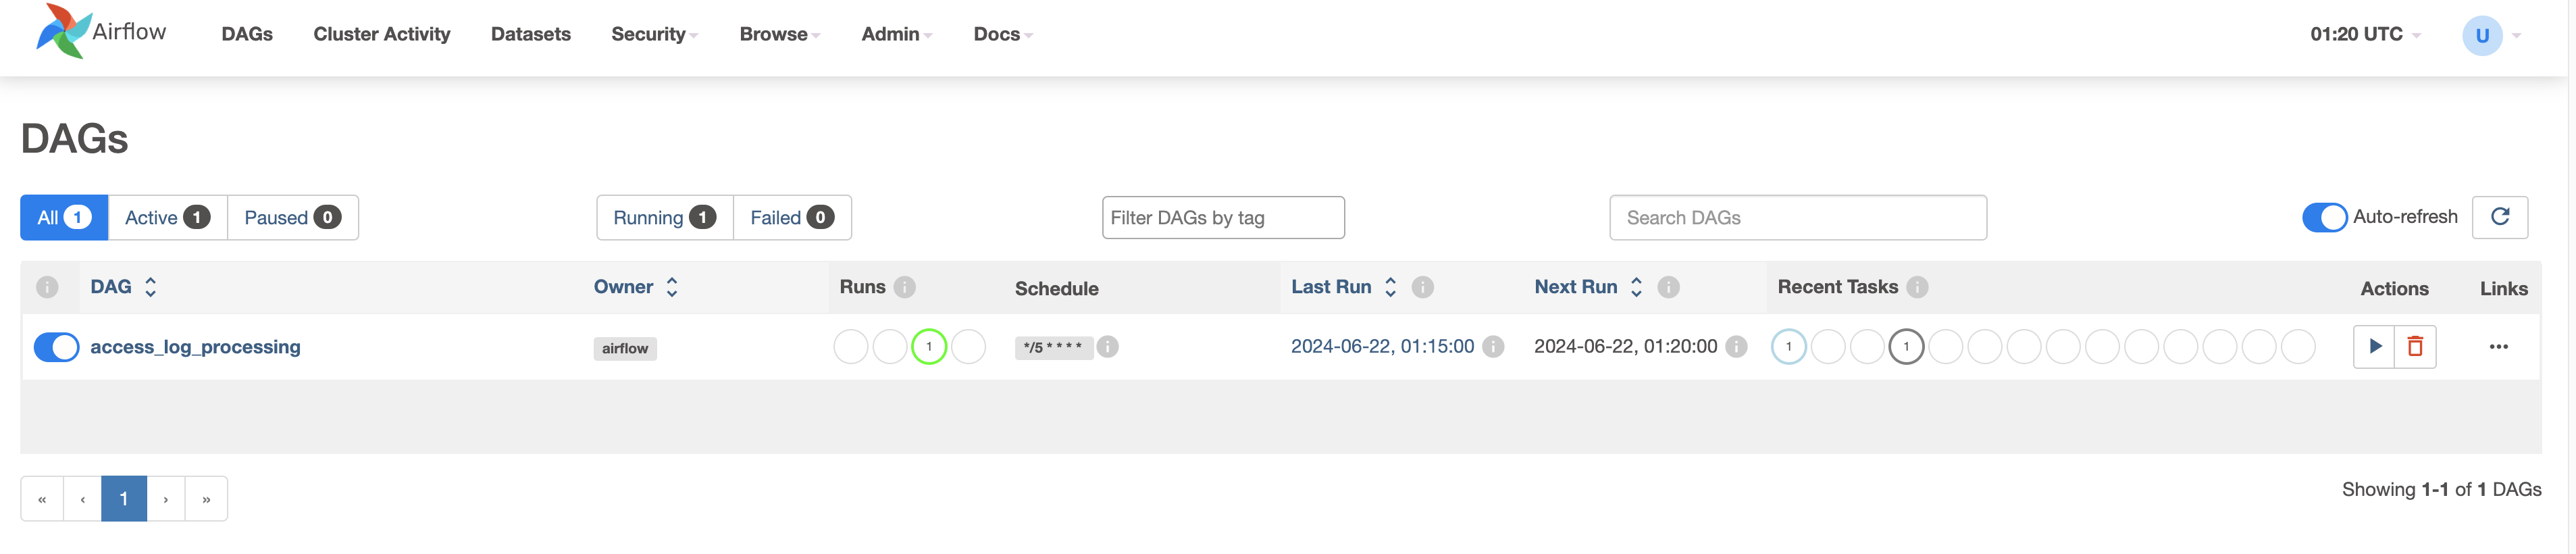 Airflow DAGs Cluster Activity Datasets Security Browse Admin Docs 01:20 UTC U
DAGs
All 1 Active 1 Paused 0 Running 1 Failed 0 Filter DAGs by tag Search DAGs Auto-refresh
DAG Owner Runs Schedule Last Run Next Run Recent Tasks Actions Links
access_log_processing airflow 1 */5 * * * * 2024-06-22, 01:15:00 2024-06-22, 01:20:00 1 1
« ‹ 1 › » Showing 1-1 of 1 DAGs